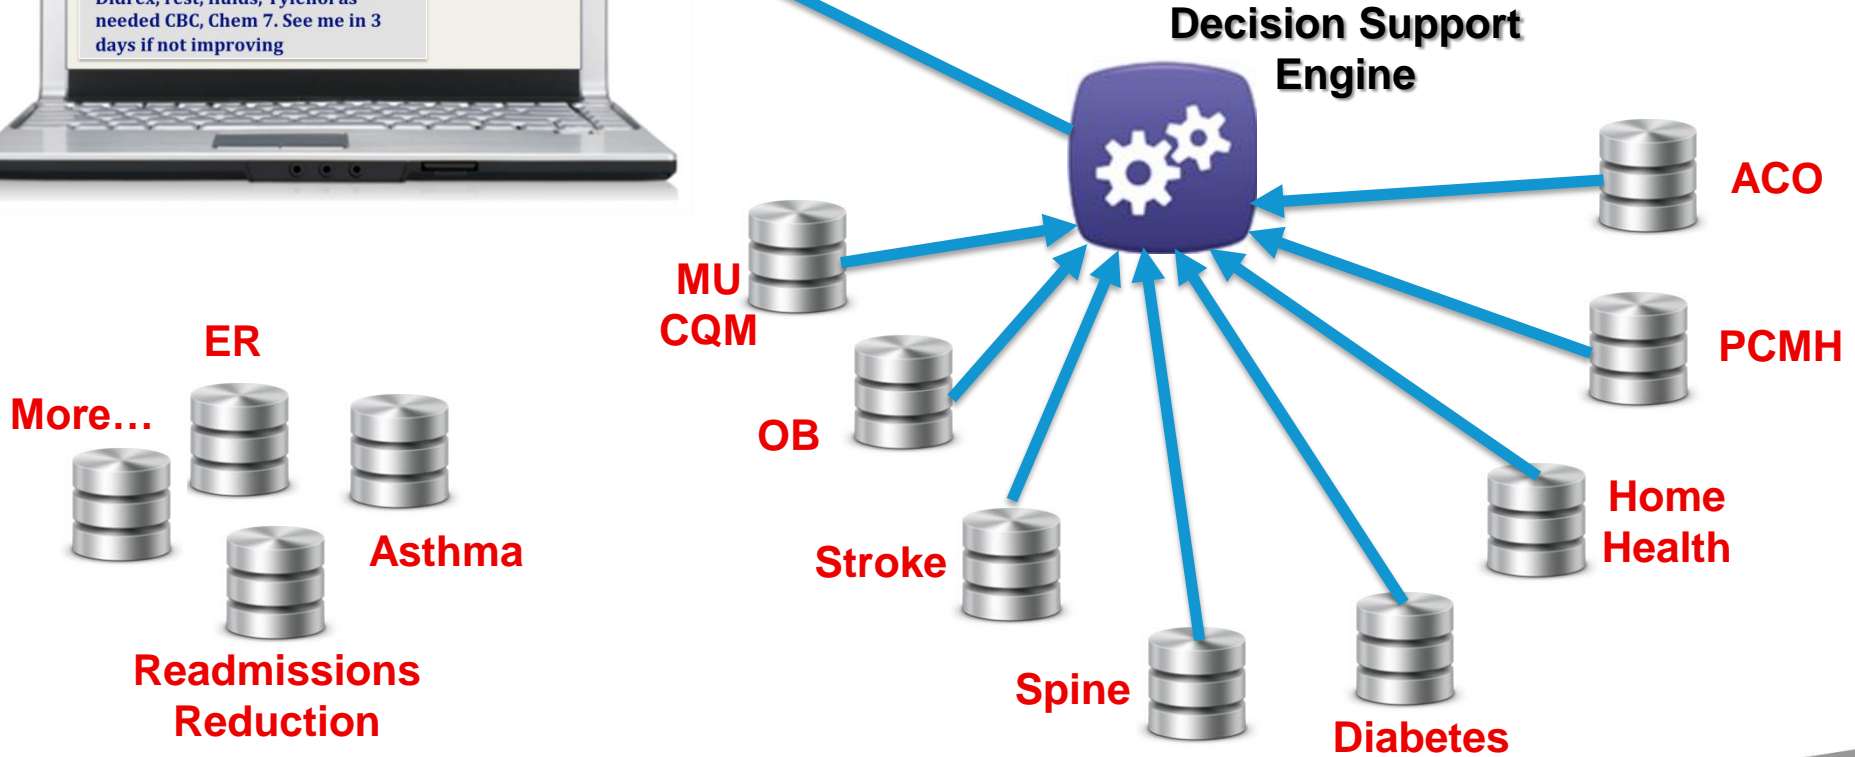 needed CBC, Chem 7. See me in 3
days if not improving
Decision Support
Engine
ACO
MU
CQM
PCMH
ER
More…
OB
Home
Health
Stroke
Asthma
Readmissions
Reduction
Spine
Diabetes